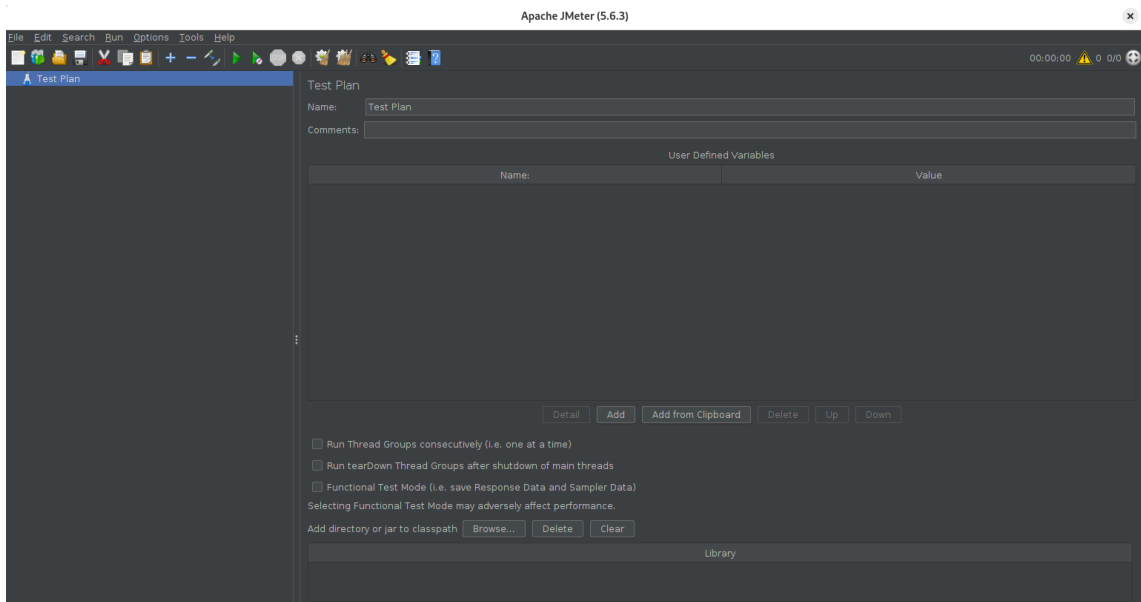 Apache JMeter (5.6.3)
File Edit Search Run Options Tools Help
00:00:00 0 0/0
Test Plan
Test Plan
Name: Test Plan
Comments:
User Defined Variables
Name: Value
Detail Add Add from Clipboard Delete Up Down
Run Thread Groups consecutively (i.e. one at a time)
Run tearDown Thread Groups after shutdown of main threads
Functional Test Mode (i.e. save Response Data and Sampler Data)
Selecting Functional Test Mode may adversely affect performance.
Add directory or jar to classpath Browse... Delete Clear
Library